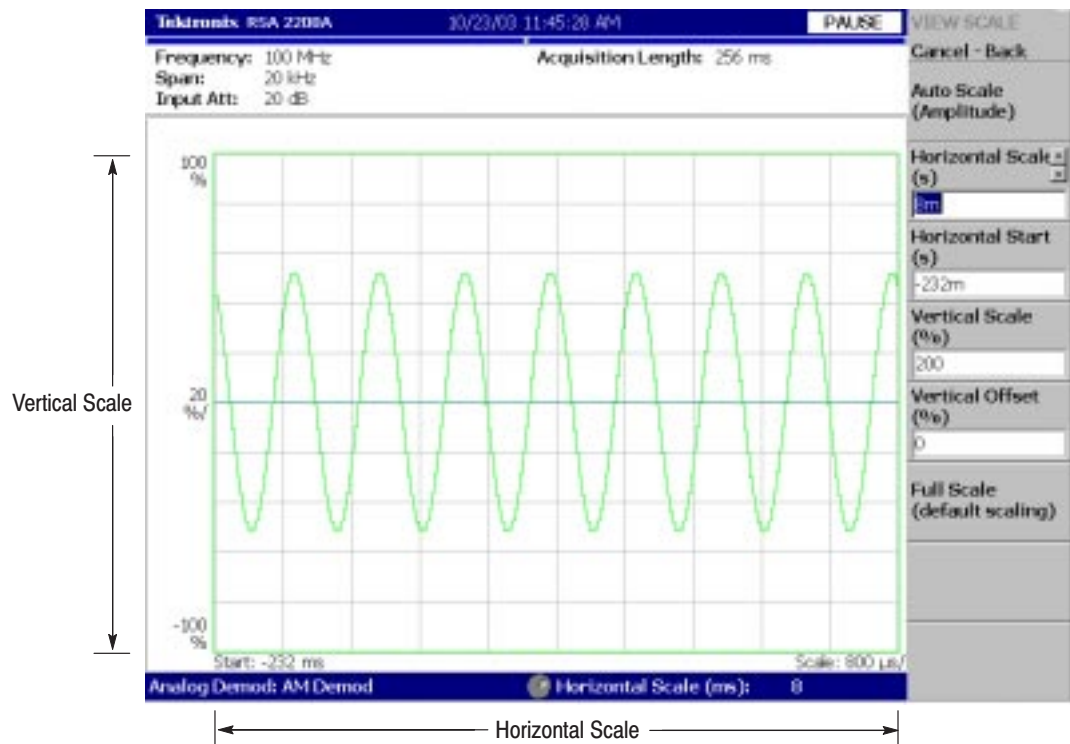 Tektronix RSA 2208A 10/23/03 11:45:28 AM PAUSE
Frequency: 100 MHz Acquisition Length: 256 ms
Span: 20 kHz
Input Att: 20 dB
VIEW SCALE
Cancel - Back
Auto Scale
(Amplitude)
Horizontal Scale
(s)
8m
Horizontal Start
(s)
-232m
Vertical Scale
(%)
200
Vertical Offset
(%)
0
Full Scale
(default scaling)
100
%
Vertical Scale
20
%/
-100
%
Start: -232 ms Scale: 800 µs/
Analog Demod: AM Demod Horizontal Scale (ms): 8
Horizontal Scale